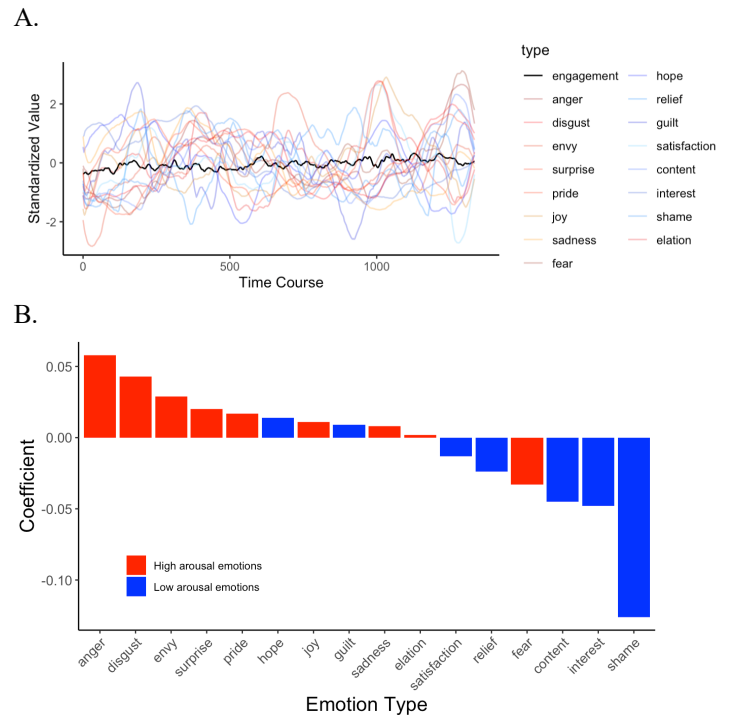 A.
type
engagement
anger
disgust
envy
surprise
pride
joy
sadness
fear
hope
relief
guilt
satisfaction
content
interest
shame
elation
Standardized Value
2
0
-2
0 500 1000
Time Course
B.
Coefficient
0.05
0.00
-0.05
-0.10
High arousal emotions
Low arousal emotions
anger disgust envy surprise pride hope joy guilt sadness elation satisfaction relief fear content interest shame
Emotion Type